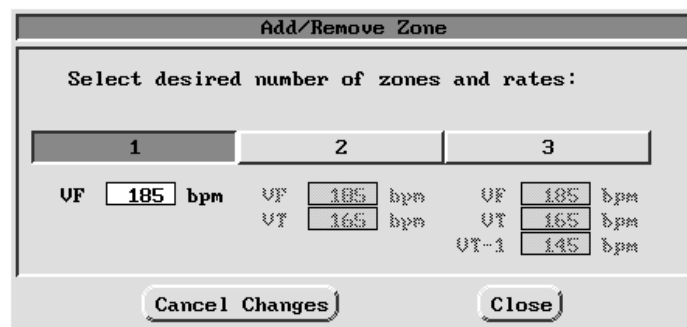 Add/Remove Zone
Select desired number of zones and rates:
1 2 3
VF 185 bpm VF 185 bpm VF 185 bpm
VT 165 bpm VT 165 bpm
VT-1 145 bpm
Cancel Changes Close